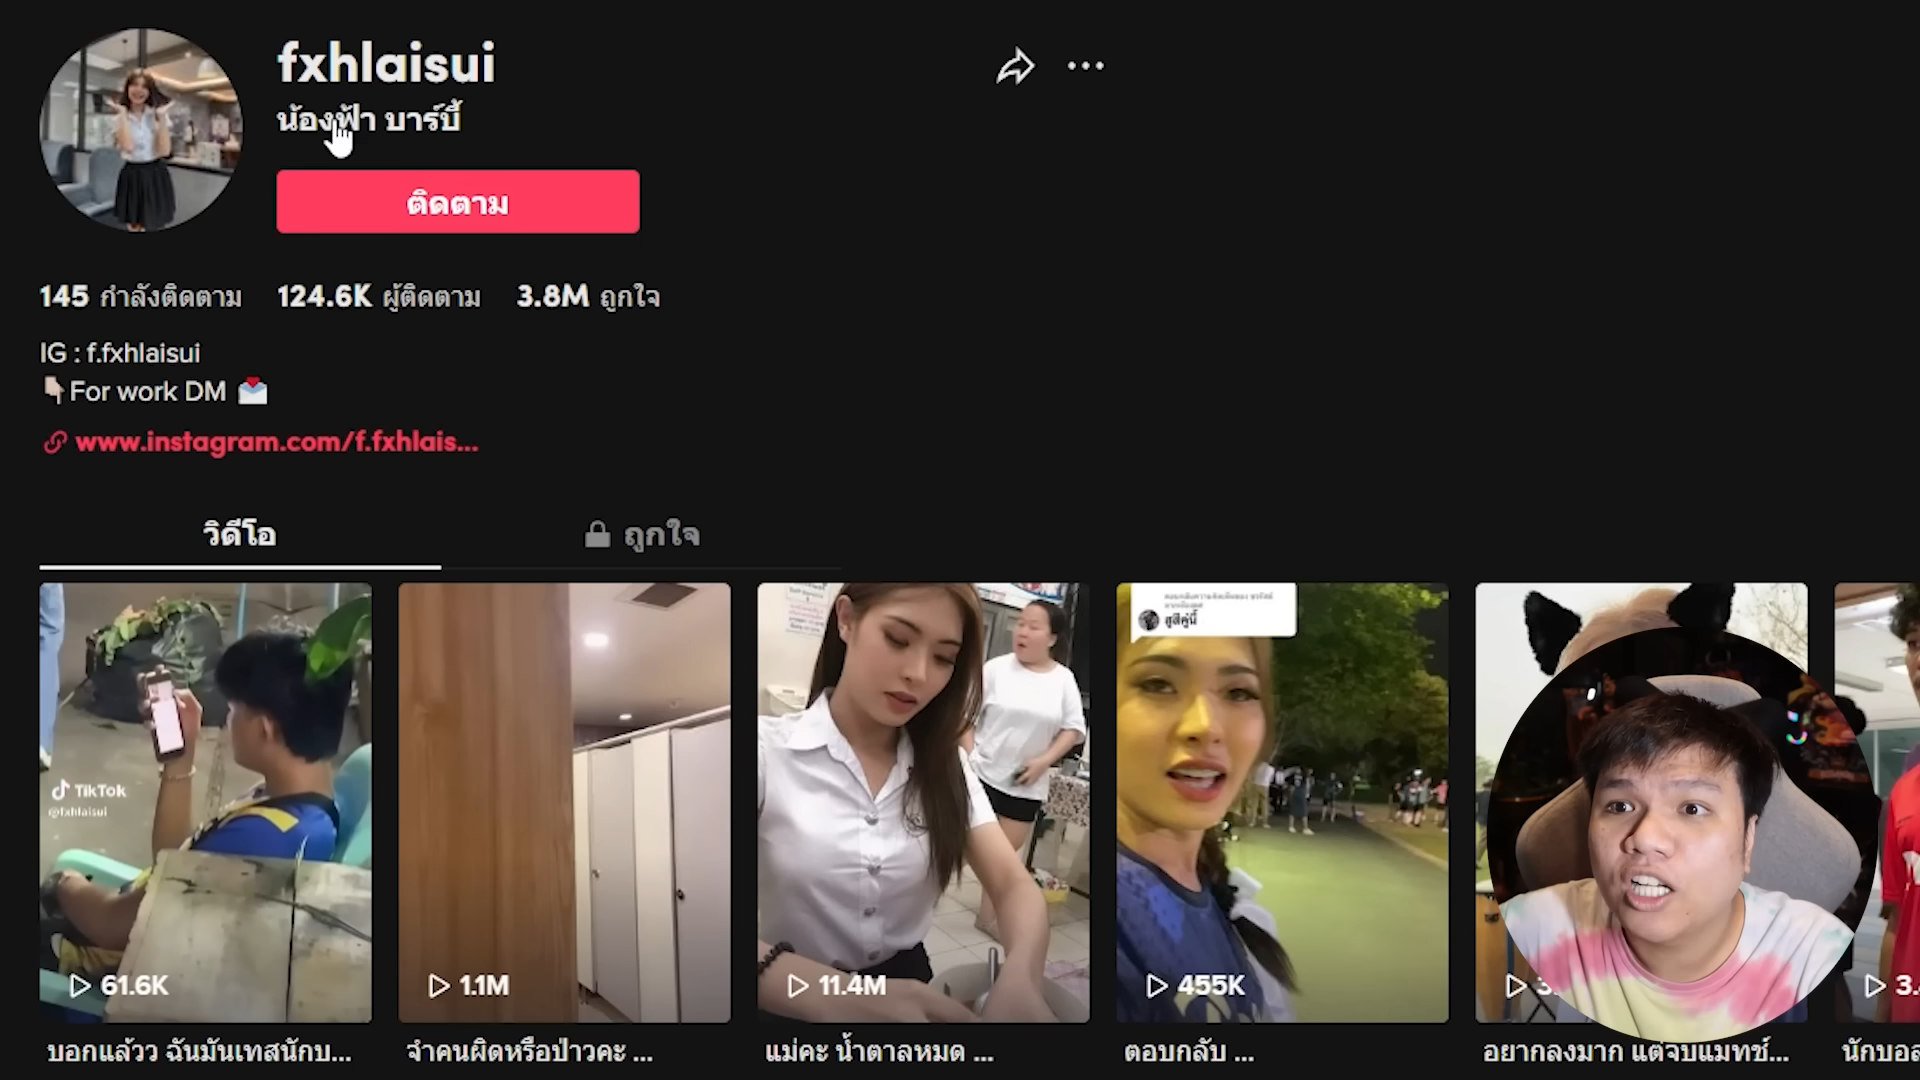 fxhlaisui
น้องฟ้า บาร์บี้
ติดตาม
145 กำลังติดตาม 124.6K ผู้ติดตาม 3.8M ถูกใจ
IG : f.fxhlaisui
👇🏻For work DM 💌
www.instagram.com/f.fxhlais...
วิดีโอ ถูกใจ
TikTok
@fxhlaisui
สูสีคู่นี้
61.6K 1.1M 11.4M 455K
บอกแล้วว ฉันมันเทสนักบ... จำคนผิดหรือป่าวคะ ... แม่คะ น้ำตาลหมด ... ตอบกลับ ... อยากลงมาก แต่จบแมทช์...